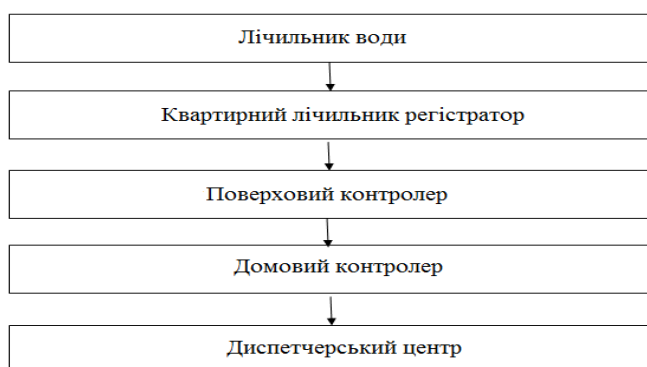 Лічильник води
Квартирний лічильник регістратор
Поверховий контролер
Домовий контролер
Диспетчерський центр